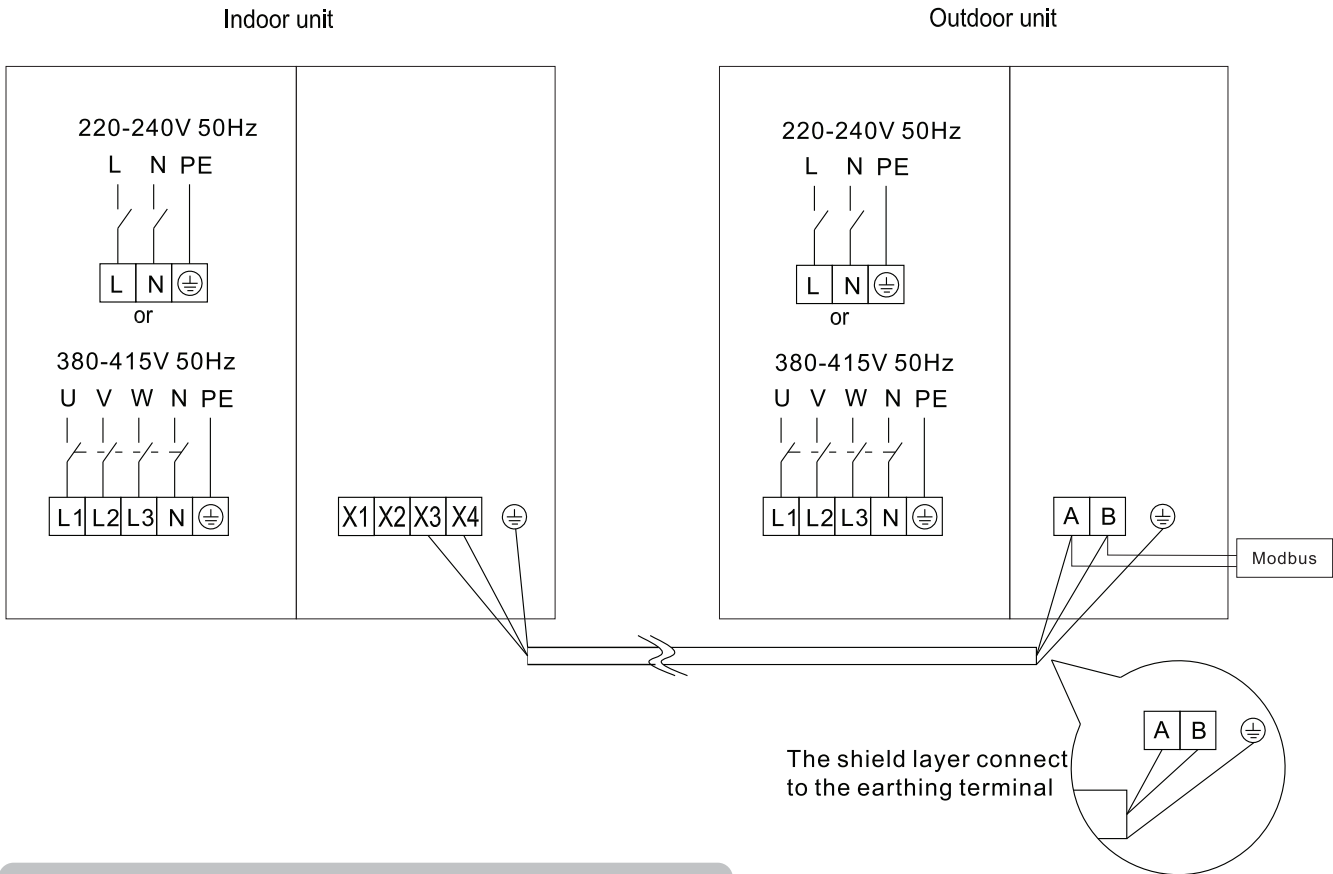 Indoor unit
220-240V 50Hz
L N PE
L N
or
380-415V 50Hz
U V W N PE
L1 L2 L3 N
X1 X2 X3 X4
Outdoor unit
220-240V 50Hz
L N PE
L N
or
380-415V 50Hz
U V W N PE
L1 L2 L3 N
A B
Modbus
The shield layer connect
to the earthing terminal
A B